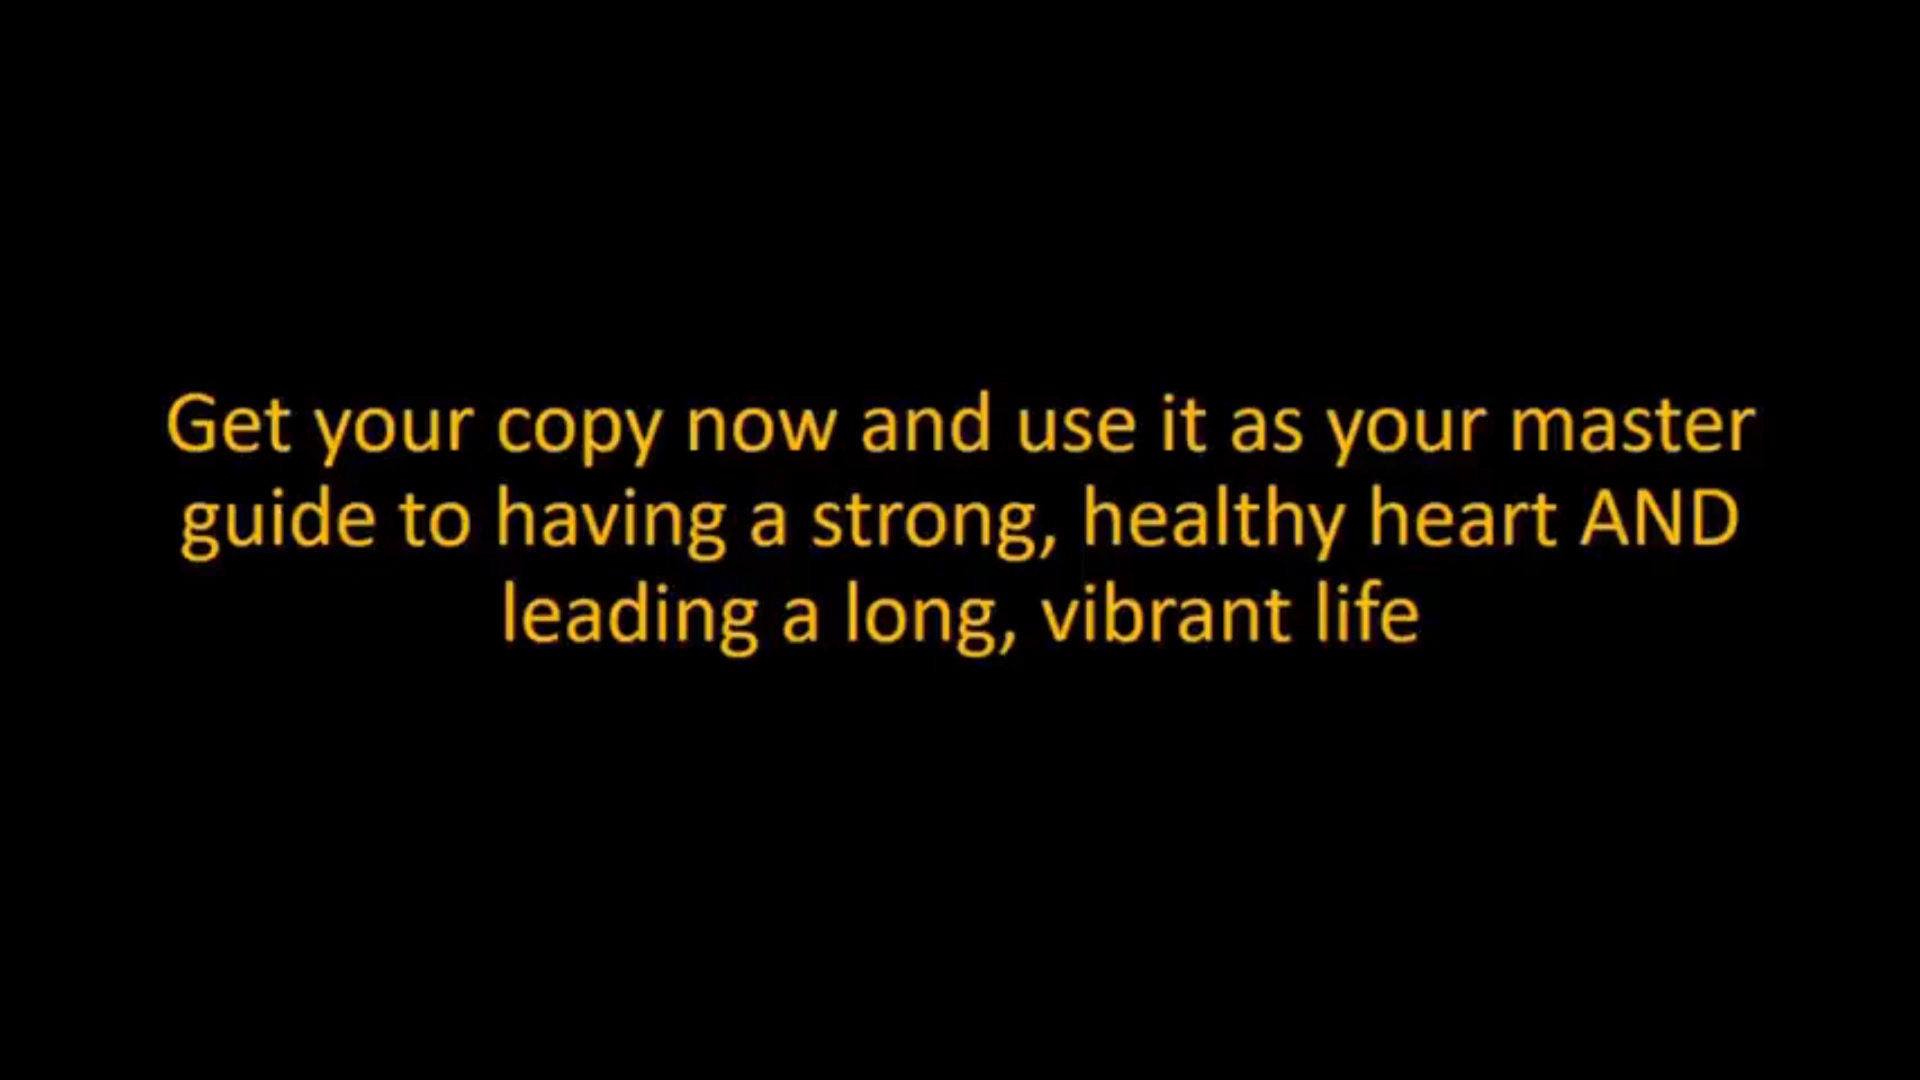 Get your copy now and use it as your master
guide to having a strong, healthy heart AND
leading a long, vibrant life